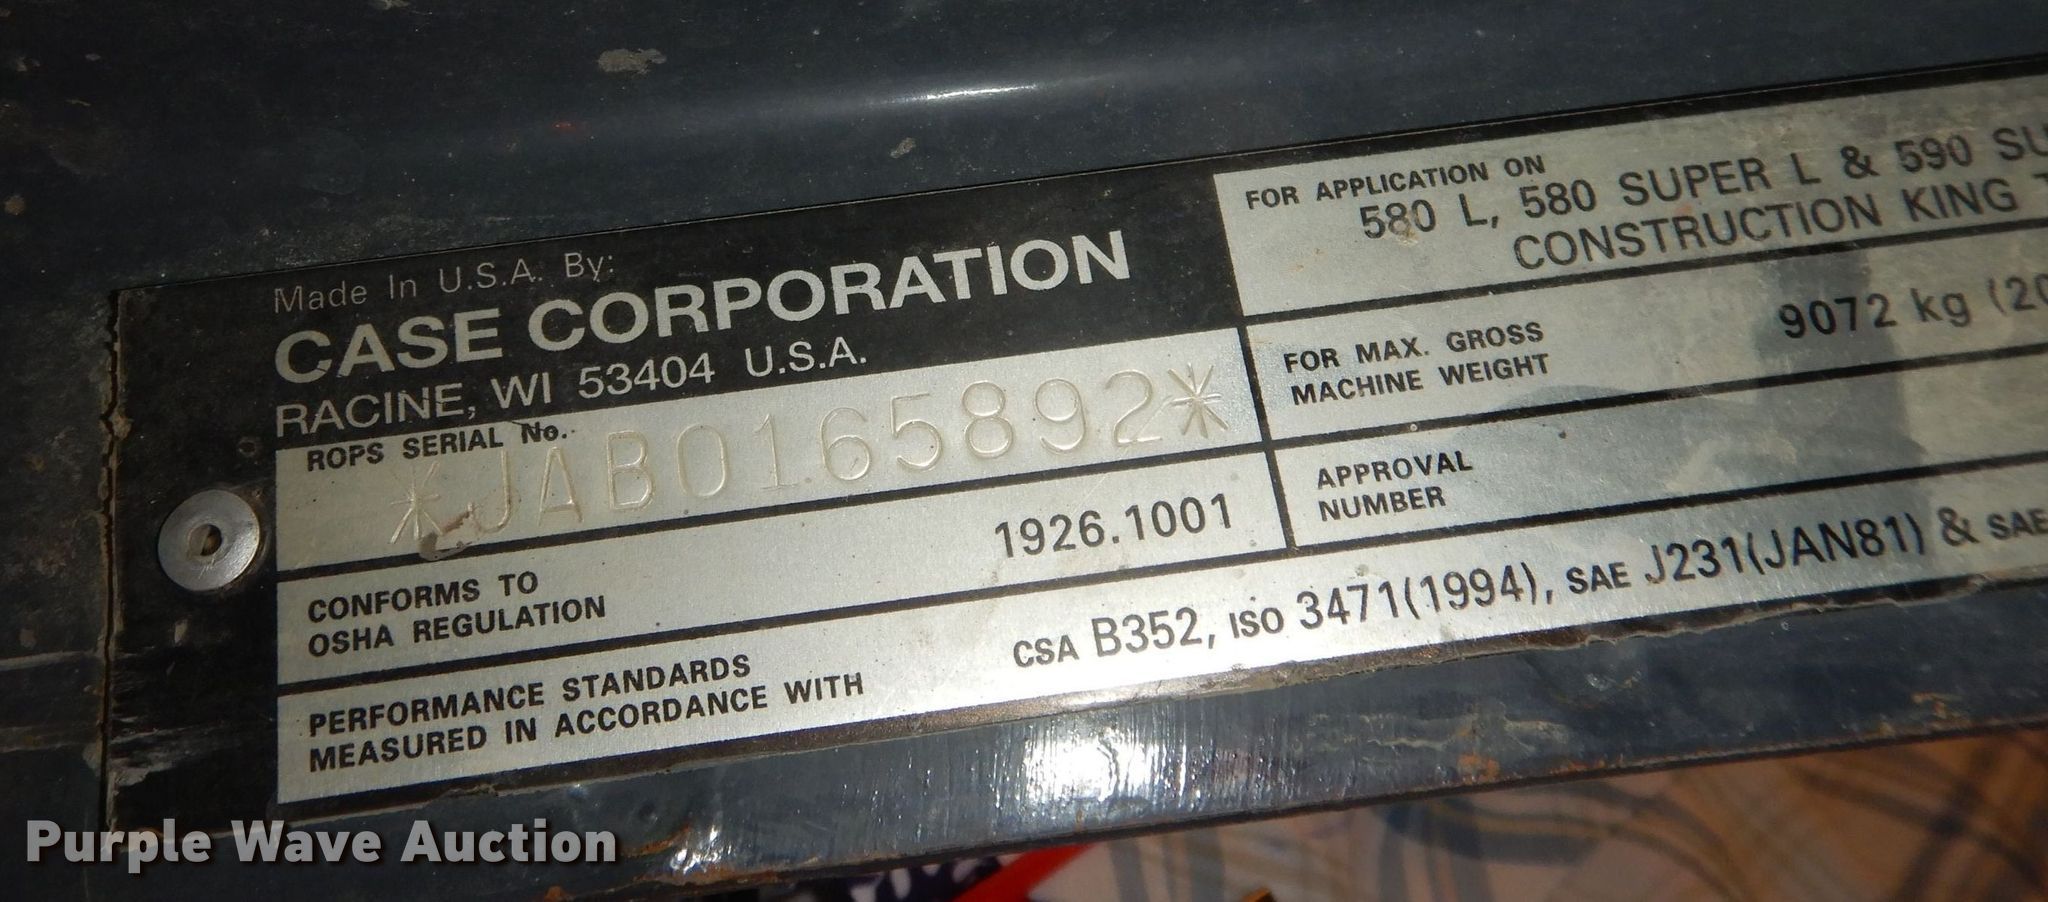 Made In U.S.A. By:
CASE CORPORATION
RACINE, WI 53404 U.S.A.
ROPS SERIAL No.
*JAB0165892*
CONFORMS TO
OSHA REGULATION
1926.1001
PERFORMANCE STANDARDS
MEASURED IN ACCORDANCE WITH
CSA B352, ISO 3471(1994), SAE J231(JAN81) & SAE
FOR APPLICATION ON
580 L, 580 SUPER L & 590 SU
CONSTRUCTION KING T
FOR MAX. GROSS
MACHINE WEIGHT
9072 kg (20
APPROVAL
NUMBER
Purple Wave Auction